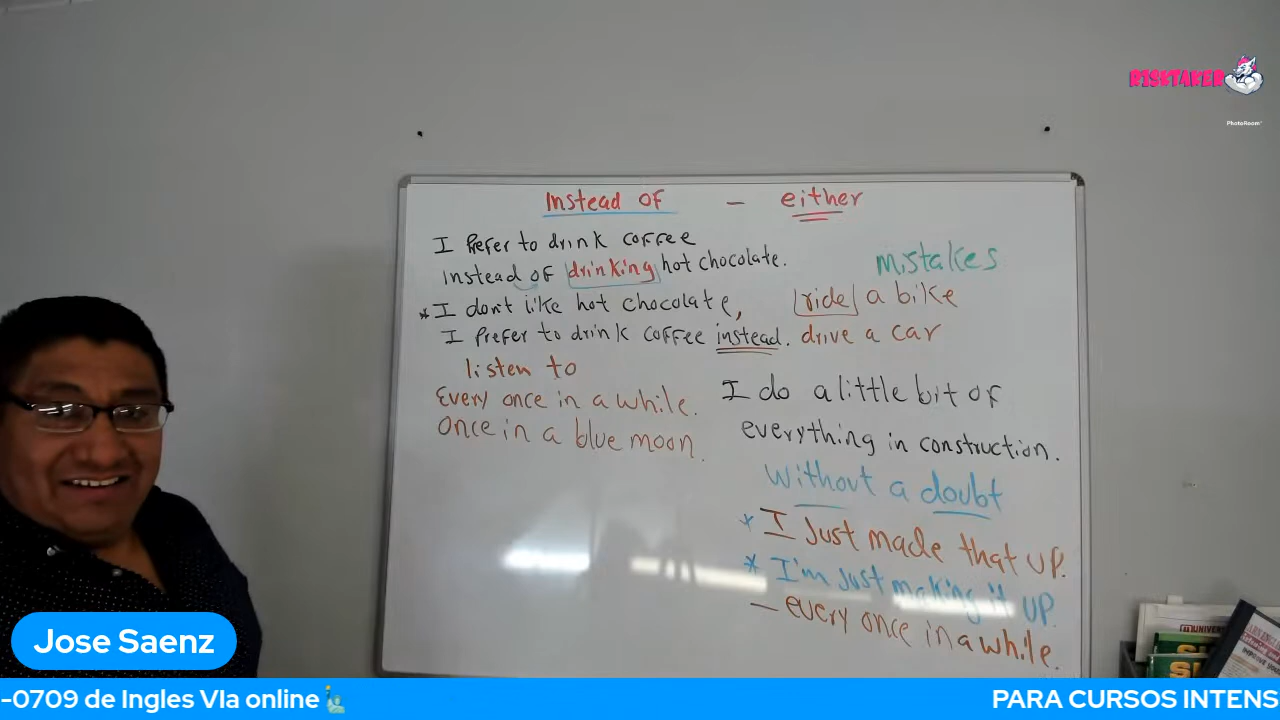 RISKTAKER
PhotoRoom
Instead of - either
I Prefer to drink coffee
instead of drinking hot chocolate.
* I don't like hot chocolate,
I prefer to drink coffee instead.
listen to
Every once in a while.
Once in a blue moon.
mistakes
ride a bike
drive a car
I do a little bit of
everything in construction.
without a doubt
* I Just made that up.
* I'm Just making it up.
- every once in a while.
Jose Saenz
-0709 de Ingles VIa online🗽
PARA CURSOS INTENS